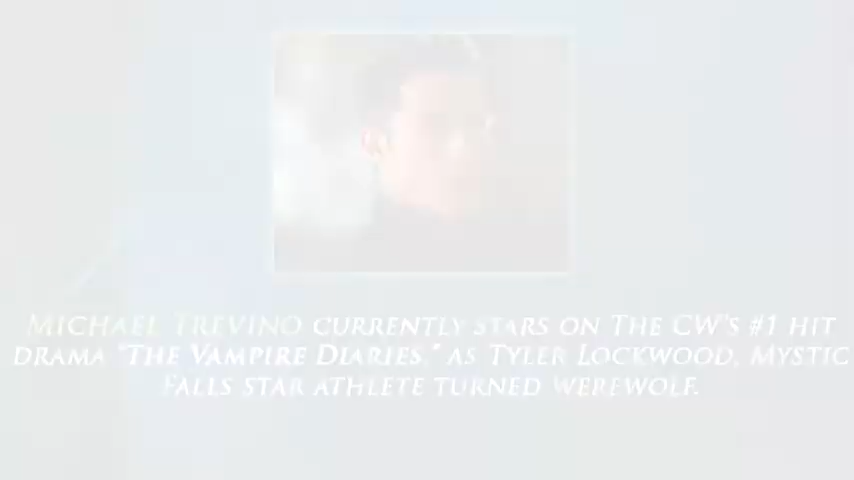 Michael Trevino currently stars on The CW's #1 hit
drama "The Vampire Diaries," as Tyler Lockwood, Mystic
Falls star athlete turned werewolf.